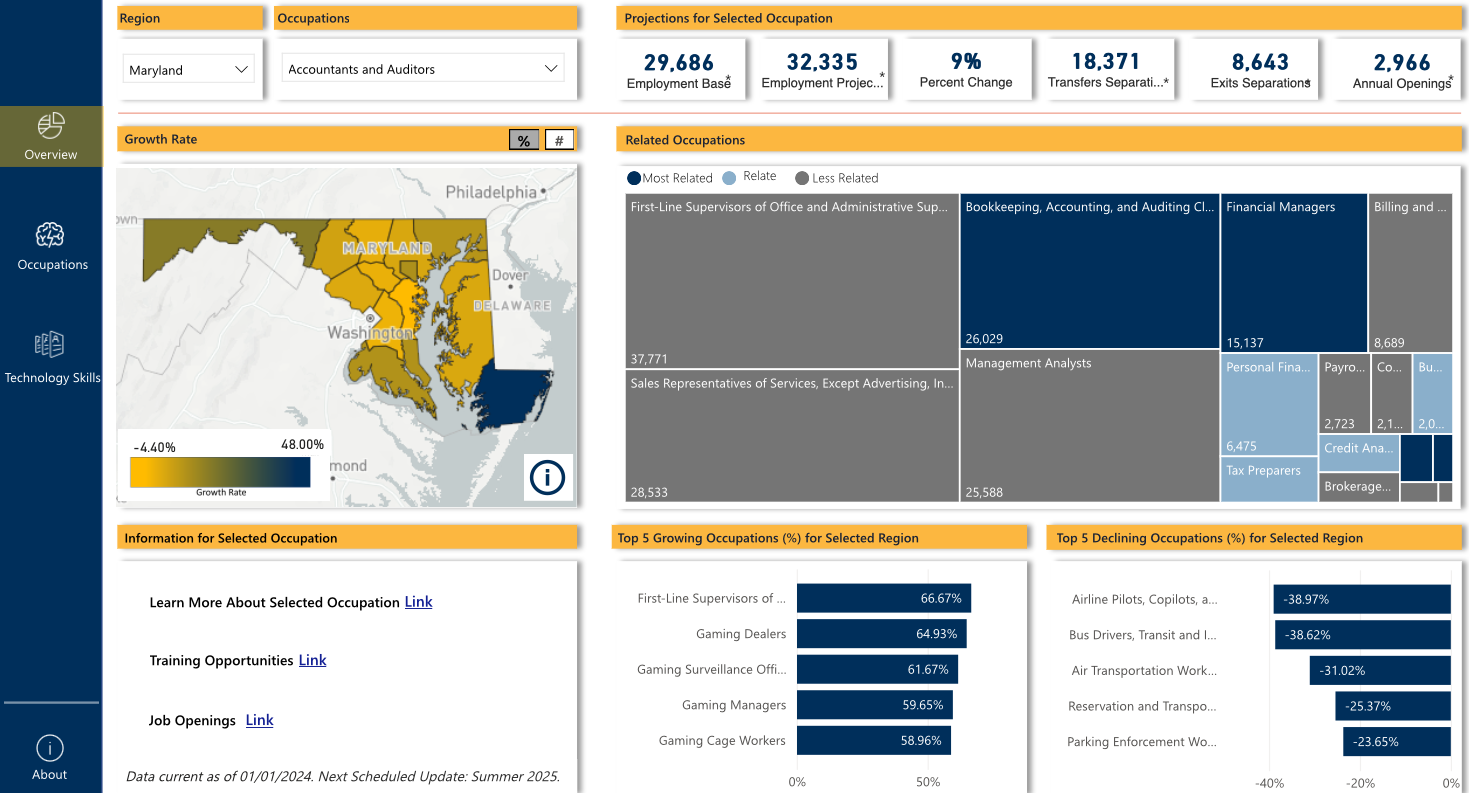 Region
Occupations
Projections for Selected Occupation
Maryland
Accountants and Auditors
29,686
Employment Base*
32,335
Employment Projec...*
9%
Percent Change
18,371
Transfers Separati...*
8,643
Exits Separations*
2,966
Annual Openings*
Overview
Occupations
Technology Skills
About
Growth Rate
%
#
Philadelphia
own
MARYLAND
Dover
DELAWARE
Washington
mond
-4.40%
48.00%
Growth Rate
Related Occupations
Most Related
Relate
Less Related
First-Line Supervisors of Office and Administrative Sup...
37,771
Sales Representatives of Services, Except Advertising, In...
28,533
Bookkeeping, Accounting, and Auditing Cl...
26,029
Management Analysts
25,588
Financial Managers
15,137
Billing and ...
8,689
Personal Fina...
6,475
Tax Preparers
Payro...
2,723
Co...
2,1...
Bu...
2,0...
Credit Ana...
Brokerage...
Information for Selected Occupation
Learn More About Selected Occupation Link
Training Opportunities Link
Job Openings Link
Data current as of 01/01/2024. Next Scheduled Update: Summer 2025.
Top 5 Growing Occupations (%) for Selected Region
First-Line Supervisors of ...
66.67%
Gaming Dealers
64.93%
Gaming Surveillance Offi...
61.67%
Gaming Managers
59.65%
Gaming Cage Workers
58.96%
0%
50%
Top 5 Declining Occupations (%) for Selected Region
Airline Pilots, Copilots, a...
-38.97%
Bus Drivers, Transit and I...
-38.62%
Air Transportation Work...
-31.02%
Reservation and Transpo...
-25.37%
Parking Enforcement Wo...
-23.65%
-40%
-20%
0%